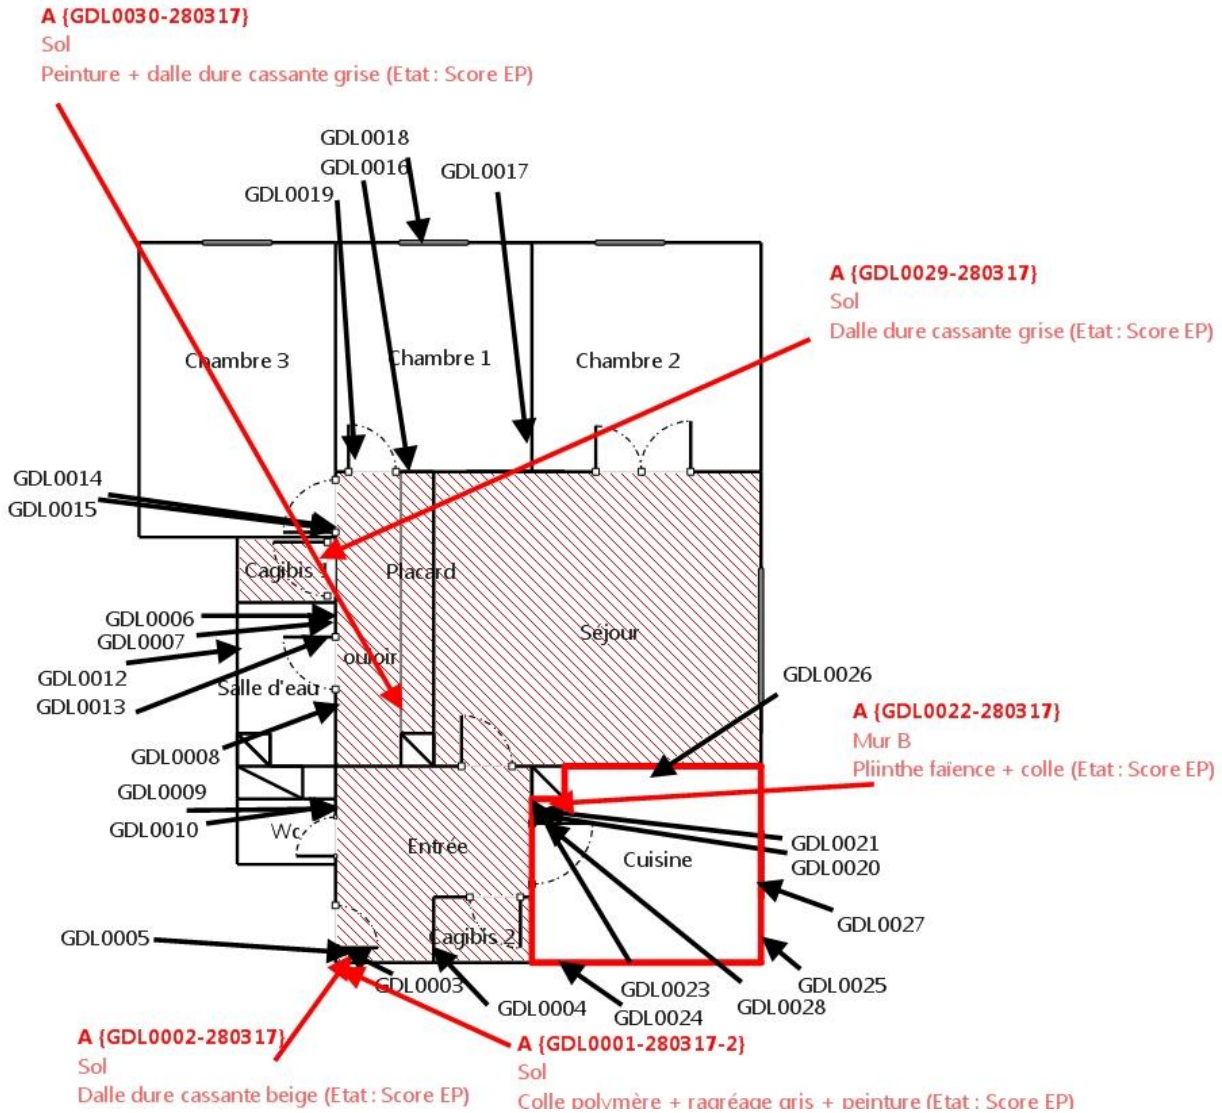 A {GDL0030-280317}
Sol
Peinture + dalle dure cassante grise (Etat : Score EP)
GDL0018
GDL0016
GDL0017
GDL0019
A {GDL0029-280317}
Sol
Dalle dure cassante grise (Etat : Score EP)
Chambre 3
Chambre 1
Chambre 2
GDL0014
GDL0015
Cagibis 1
Placard
GDL0006
GDL0007
GDL0012
GDL0013
Séjour
ouloir
Salle d'eau
GDL0026
A {GDL0022-280317}
Mur B
Pliinthe faïence + colle (Etat : Score EP)
GDL0008
GDL0009
GDL0010
Wc
Entrée
Cuisine
GDL0021
GDL0020
GDL0027
GDL0005
Cagibis 2
GDL0003
GDL0004
GDL0023
GDL0024
GDL0025
GDL0028
A {GDL0002-280317}
Sol
Dalle dure cassante beige (Etat : Score EP)
A {GDL0001-280317-2}
Sol
Colle polymère + ragréage gris + peinture (Etat : Score EP)